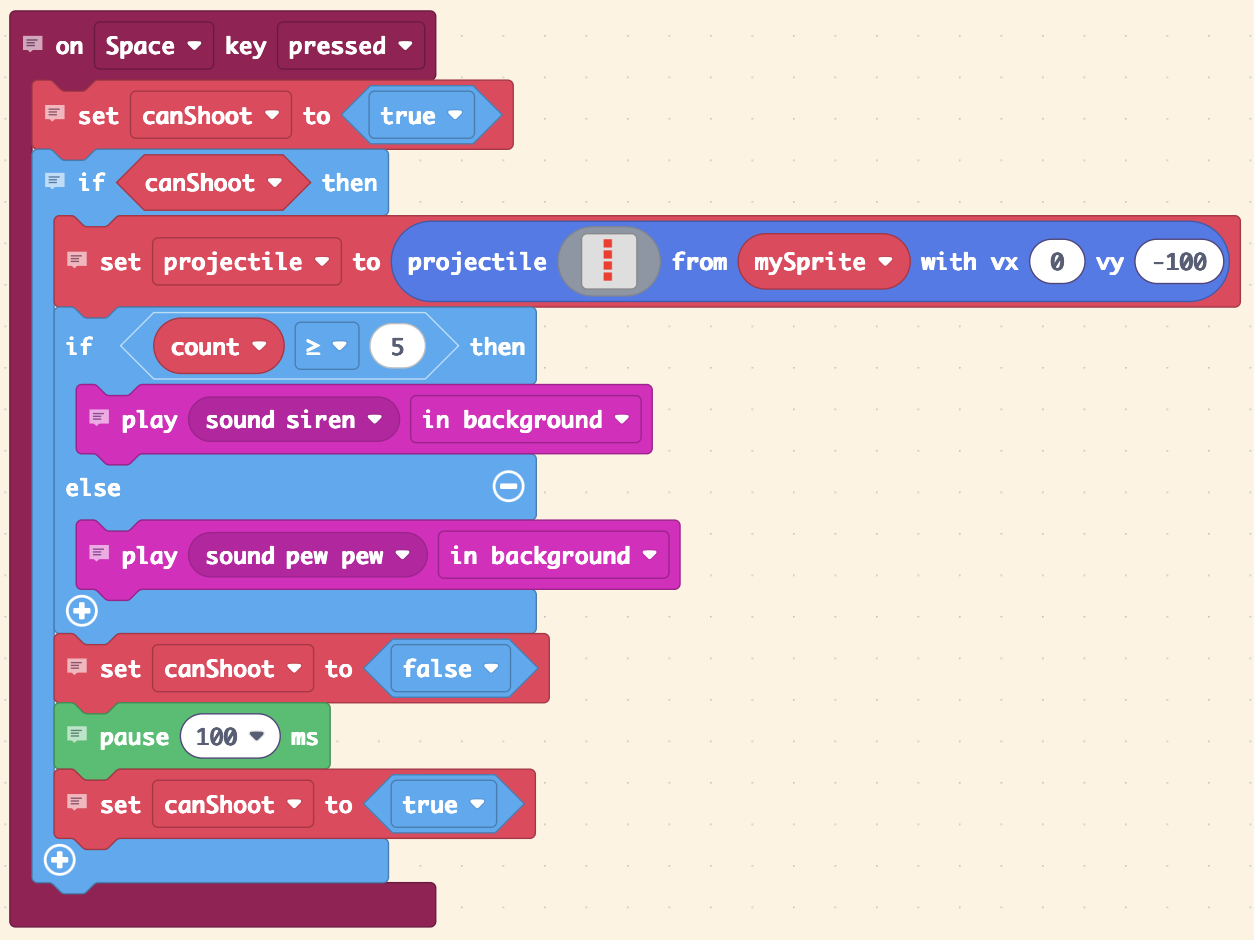 on Space key pressed
set canShoot to true
if canShoot then
set projectile to projectile from mySprite with vx 0 vy -100
if count ≥ 5 then
play sound siren in background
else
play sound pew pew in background
set canShoot to false
pause 100 ms
set canShoot to true